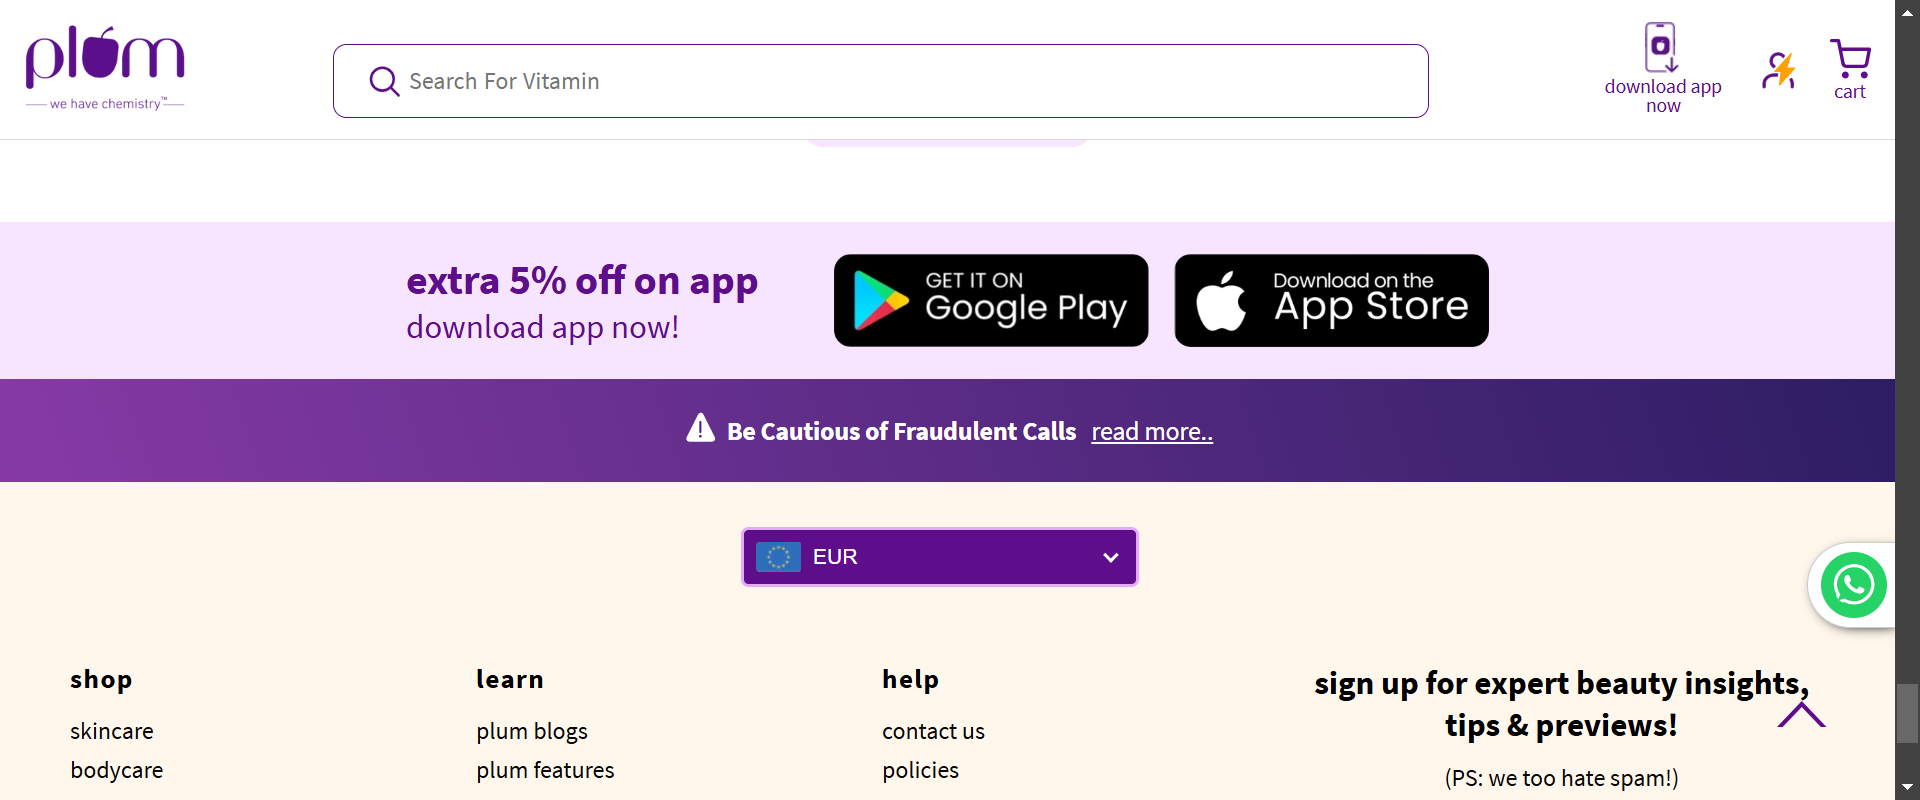 plum
we have chemistry™
Search For Vitamin
download app
now
cart
extra 5% off on app
download app now!
GET IT ON
Google Play
Download on the
App Store
Be Cautious of Fraudulent Calls read more..
EUR
shop
skincare
bodycare
learn
plum blogs
plum features
help
contact us
policies
sign up for expert beauty insights,
tips & previews!
(PS: we too hate spam!)